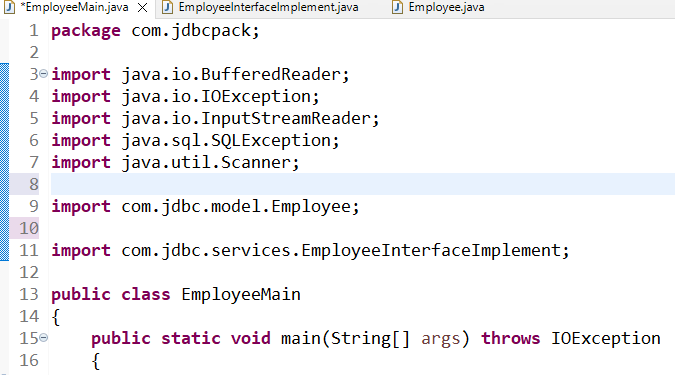 *EmployeeMain.java EmployeeInterfaceImplement.java Employee.java
1 package com.jdbcpack;
2
3 import java.io.BufferedReader;
4 import java.io.IOException;
5 import java.io.InputStreamReader;
6 import java.sql.SQLException;
7 import java.util.Scanner;
8
9 import com.jdbc.model.Employee;
10
11 import com.jdbc.services.EmployeeInterfaceImplement;
12
13 public class EmployeeMain
14 {
15 public static void main(String[] args) throws IOException
16 {